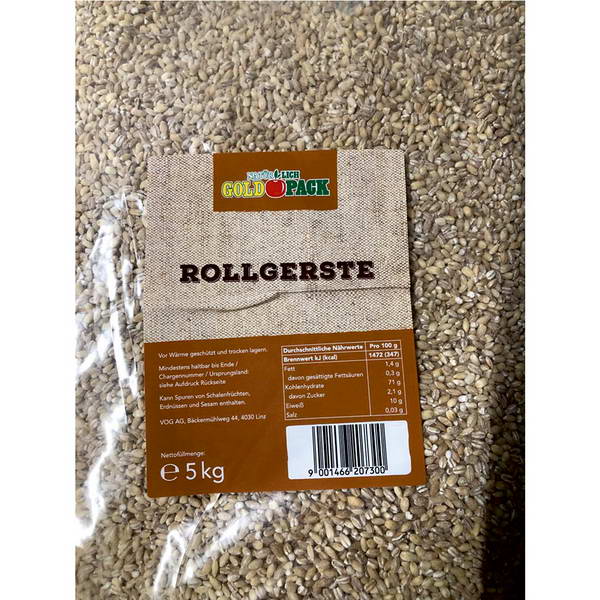 NATÜRLICH
GOLD PACK
ROLLGERSTE
Vor Wärme geschützt und trocken lagern.
Mindestens haltbar bis Ende /
Chargennummer / Ursprungsland:
siehe Aufdruck Rückseite
Kann Spuren von Schalenfrüchten,
Erdnüssen und Sesam enthalten.
VOG AG, Bäckermühlweg 44, 4030 Linz
Nettofüllmenge:
℮ 5 kg
Durchschnittliche Nährwerte Pro 100 g
Brennwert kJ (kcal) 1472 (347)
Fett 1,4 g
davon gesättigte Fettsäuren 0,3 g
Kohlenhydrate 71 g
davon Zucker 2,1 g
Eiweiß 10 g
Salz 0,03 g
9 001466 207300